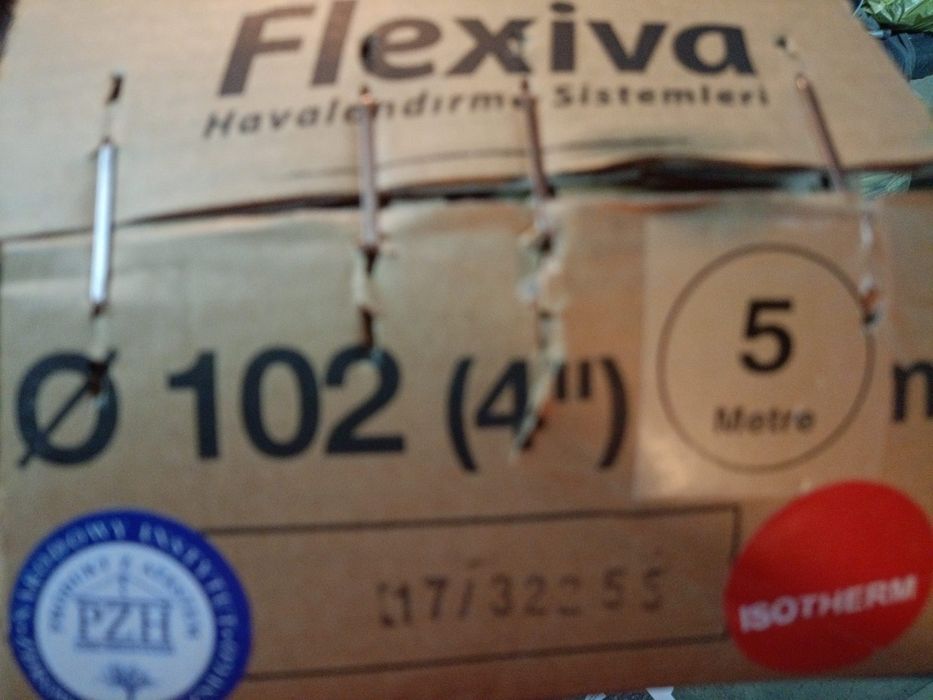 Flexiva
Havalandırma Sistemleri
Ø 102 (4")
5
Metre
PZH
ISOTHERM